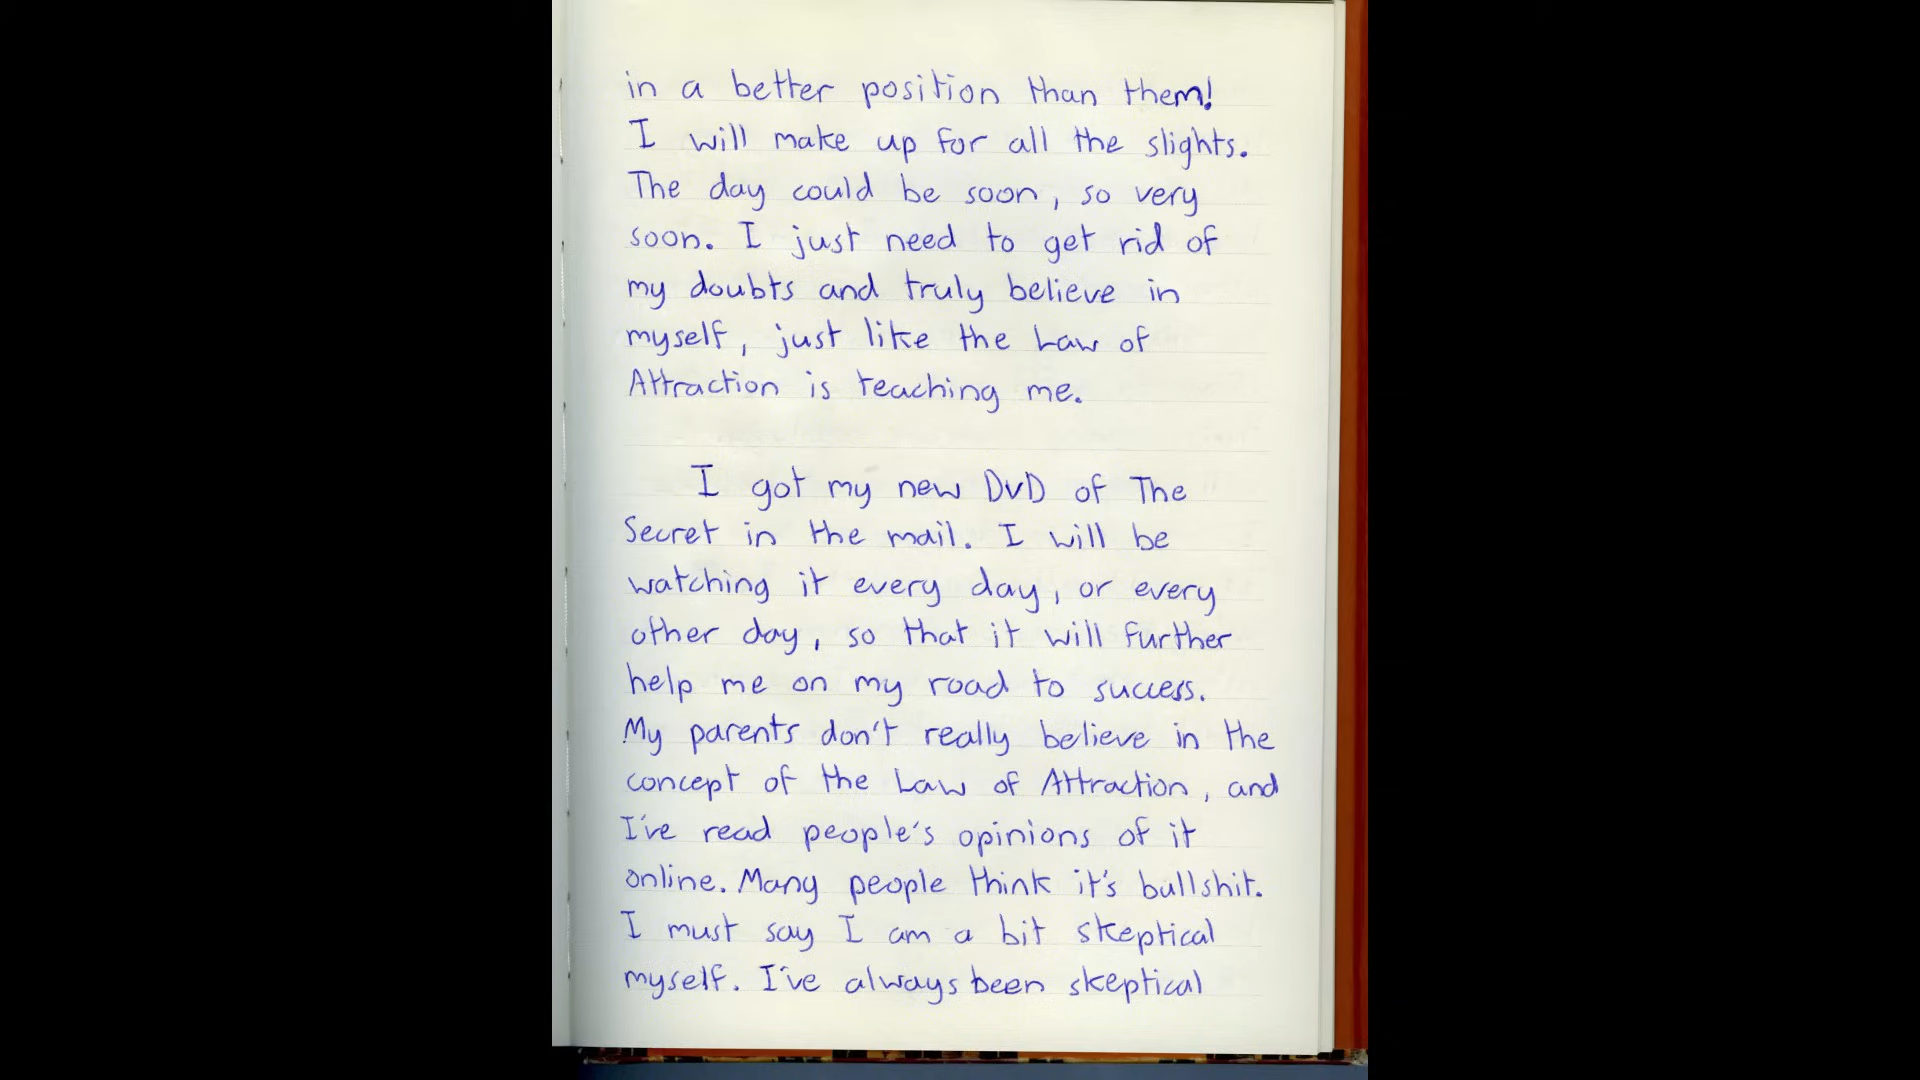 in a better position than them!
I will make up for all the slights.
The day could be soon, so very
soon. I just need to get rid of
my doubts and truly believe in
myself, just like the Law of
Attraction is teaching me.
I got my new DVD of The
Secret in the mail. I will be
watching it every day, or every
other day, so that it will further
help me on my road to success.
My parents don't really believe in the
concept of the Law of Attraction, and
I've read people's opinions of it
online. Many people think it's bullshit.
I must say I am a bit skeptical
myself. I've always been skeptical